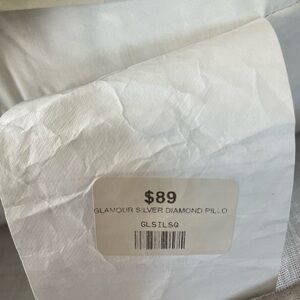 $89
GLAMOUR SILVER DIAMOND PILLO
GLSILSQ